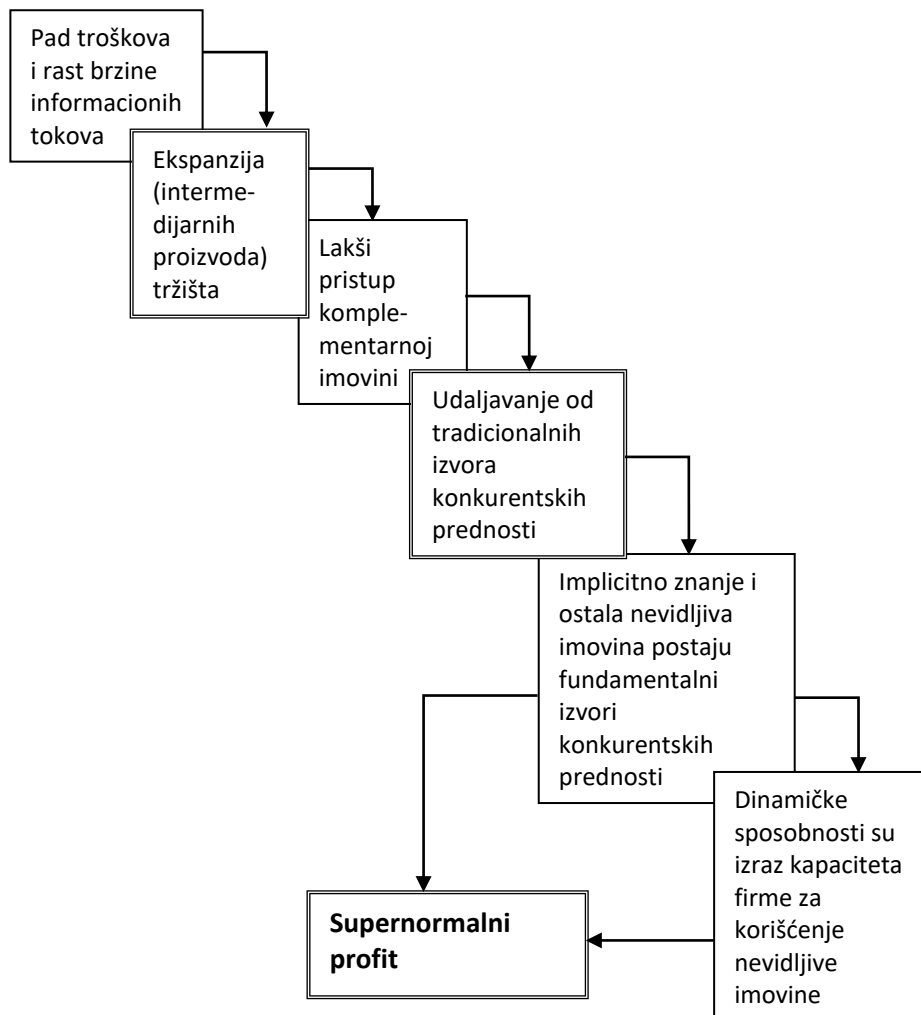 Pad troškova
i rast brzine
informacionih
tokova
Ekspanzija
(interme-
dijarnih
proizvoda)
tržišta
Lakši
pristup
komple-
mentarnoj
imovini
Udaljavanje od
tradicionalnih
izvora
konkurentskih
prednosti
Implicitno znanje i
ostala nevidljiva
imovina postaju
fundamentalni
izvori
konkurentskih
prednosti
Dinamičke
sposobnosti su
izraz kapaciteta
firme za
korišćenje
nevidljive
imovine
Supernormalni
profit